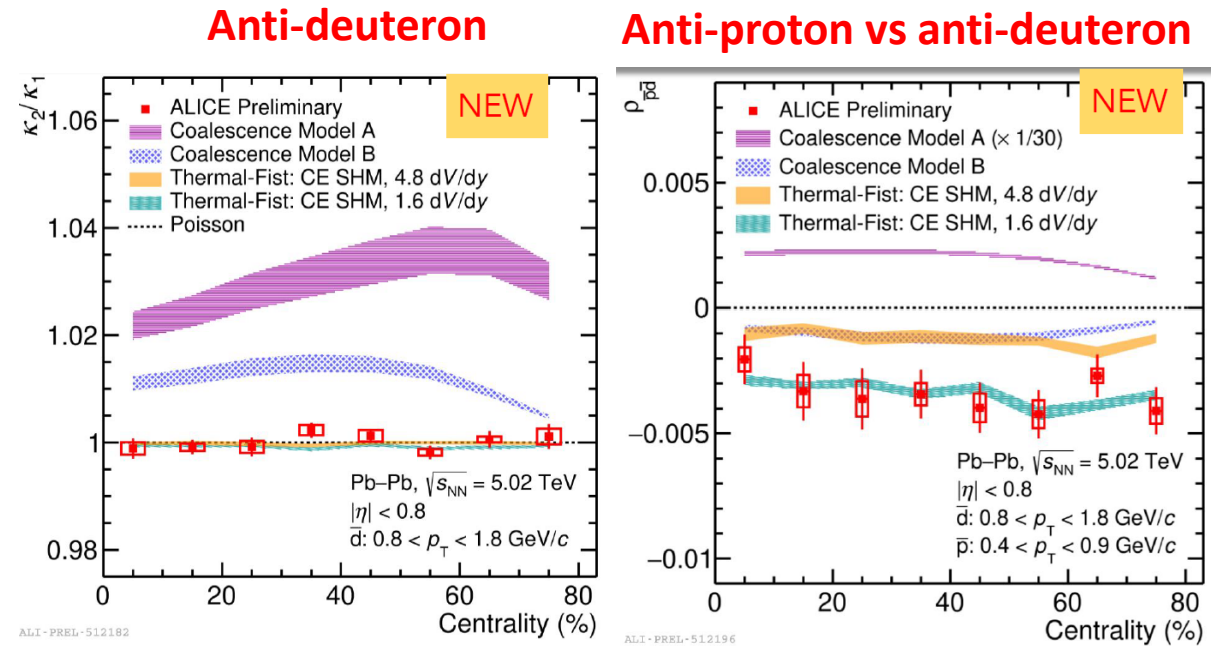 Anti-deuteron
κ₂/κ₁
NEW
ALICE Preliminary
Coalescence Model A
Coalescence Model B
Thermal-Fist: CE SHM, 4.8 dV/dy
Thermal-Fist: CE SHM, 1.6 dV/dy
Poisson
1.06
1.04
1.02
1
0.98
Pb–Pb, √s_NN = 5.02 TeV
|η| < 0.8
d̅: 0.8 < p_T < 1.8 GeV/c
0 20 40 60 80
Centrality (%)
ALI-PREL-512182
Anti-proton vs anti-deuteron
ρ_p̅d̅
NEW
ALICE Preliminary
Coalescence Model A (× 1/30)
Coalescence Model B
Thermal-Fist: CE SHM, 4.8 dV/dy
Thermal-Fist: CE SHM, 1.6 dV/dy
0.005
0
−0.005
−0.01
Pb–Pb, √s_NN = 5.02 TeV
|η| < 0.8
d̅: 0.8 < p_T < 1.8 GeV/c
p̅: 0.4 < p_T < 0.9 GeV/c
0 20 40 60 80
Centrality (%)
ALI-PREL-512196